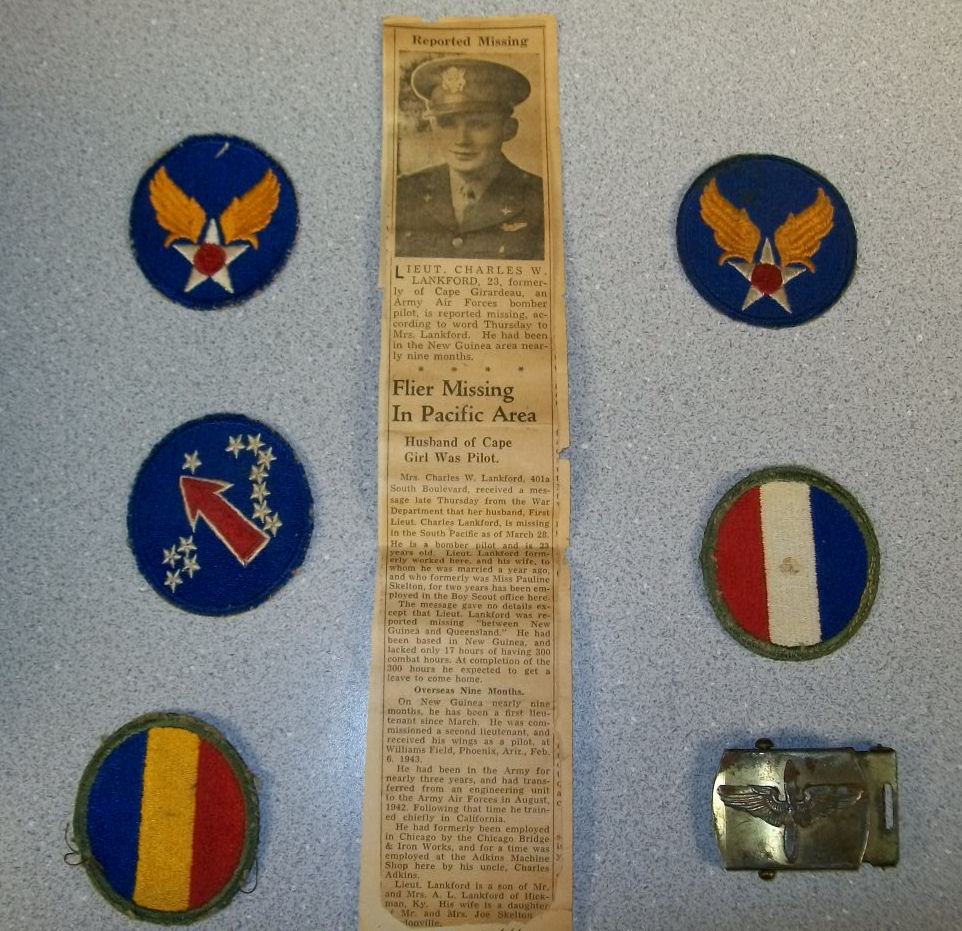 Reported Missing
LIEUT. CHARLES W.
LANKFORD, 23, former-
ly of Cape Girardeau, an
Army Air Forces bomber
pilot, is reported missing, ac-
cording to word Thursday to
Mrs. Lankford. He had been
in the New Guinea area near-
ly nine months.
* * * *
Flier Missing
In Pacific Area
Husband of Cape
Girl Was Pilot.
Mrs. Charles W. Lankford, 401a
South Boulevard, received a mes-
sage late Thursday from the War
Department that her husband, First
Lieut. Charles Lankford, is missing
in the South Pacific as of March 28.
He is a bomber pilot and is 23
years old. Lieut. Lankford form-
erly worked here, and his wife, to
whom he was married a year ago,
and who formerly was Miss Pauline
Skelton, for two years has been em-
ployed in the Boy Scout office here.
The message gave no details ex-
cept that Lieut. Lankford was re-
ported missing "between New
Guinea and Queensland." He had
been based in New Guinea, and
lacked only 17 hours of having 300
combat hours. At completion of the
300 hours he expected to get a
leave to come home.
Overseas Nine Months.
On New Guinea nearly nine
months, he has been a first lieu-
tenant since March. He was com-
missioned a second lieutenant, and
received his wings as a pilot, at
Williams Field, Phoenix, Ariz., Feb.
6, 1943.
He had been in the Army for
nearly three years, and had trans-
ferred from an engineering unit
to the Army Air Forces in August,
1942. Following that time he train-
ed chiefly in California.
He had formerly been employed
in Chicago by the Chicago Bridge
& Iron Works, and for a time was
employed at the Adkins Machine
Shop here by his uncle, Charles
Adkins.
Lieut. Lankford is a son of Mr.
and Mrs. A. L. Lankford of Hick-
man, Ky. His wife is a daughter
Mr. and Mrs. Joe Skelton